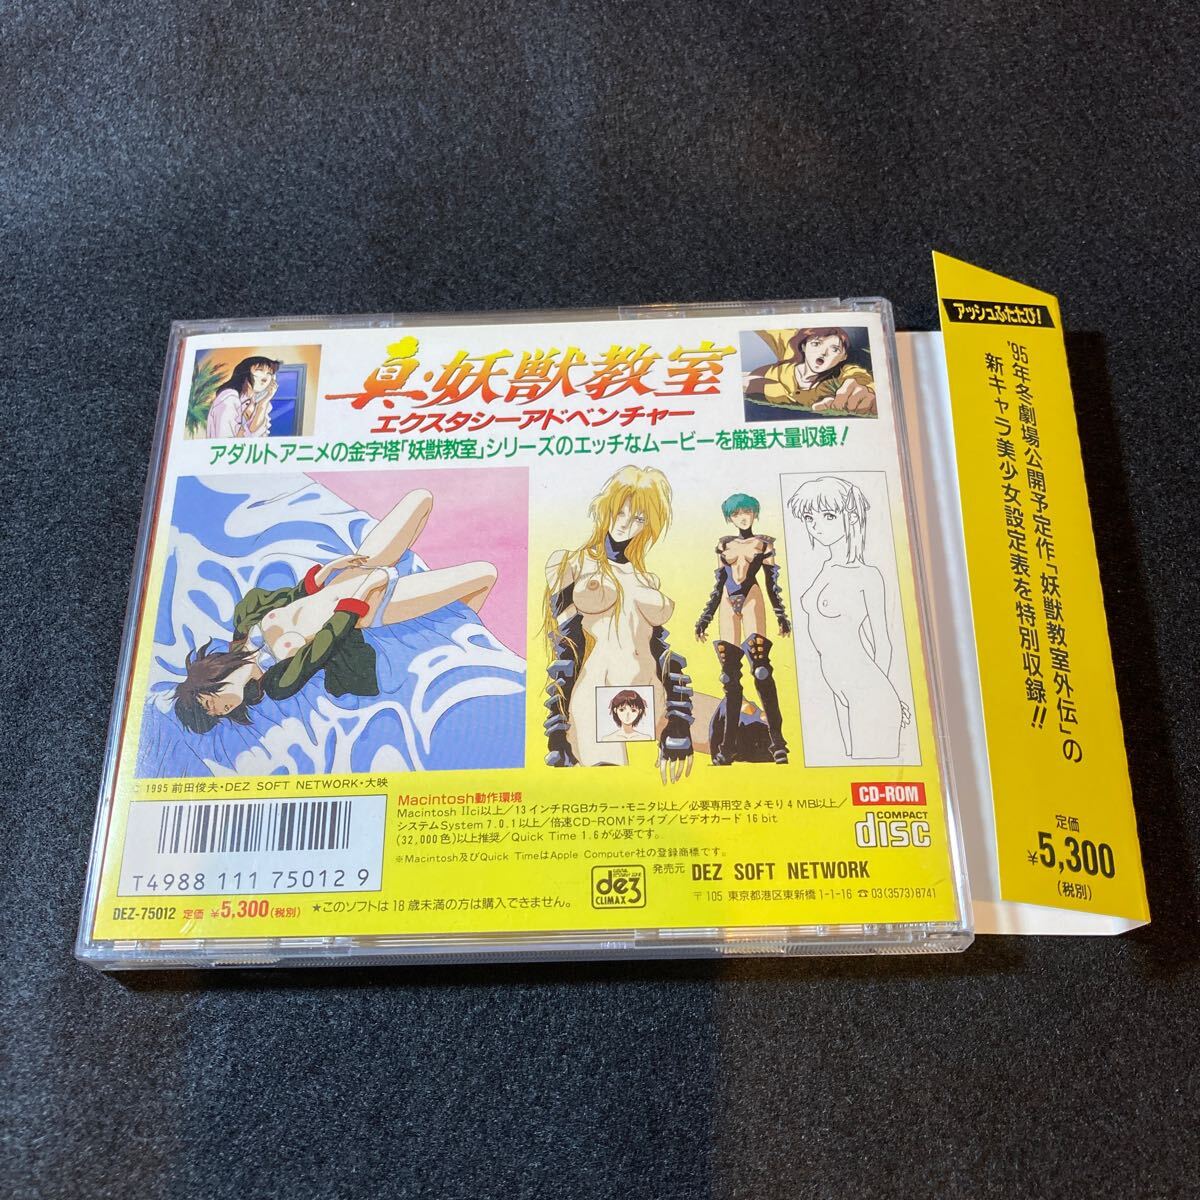 真・妖獣教室
エクスタシーアドベンチャー
アダルトアニメの金字塔「妖獣教室」シリーズのエッチなムービーを厳選大量収録!
© 1995 前田俊夫・DEZ SOFT NETWORK・大映
T4988 111 75012 9
DEZ-75012 定価 ¥5,300(税別) ★このソフトは 18 歳未満の方は購入できません。
Macintosh動作環境
Macintosh IIci以上/13インチRGBカラー・モニタ以上/必要専用空きメモリ 4 MB以上/
システムSystem 7.0.1以上/倍速CD-ROMドライブ/ビデオカード 16 bit
(32,000 色)以上推奨/Quick Time 1.6が必要です。
※Macintosh及びQuick TimeはApple Computer社の登録商標です。
CD-ROM
COMPACT
disc
dez
CLIMAX 3
発売元 DEZ SOFT NETWORK
〒105 東京都港区東新橋 1-1-16 ☎ 03(3573)8741
アッシュふたたび!
'95年冬劇場公開予定作「妖獣教室外伝」の
新キャラ美少女設定表を特別収録!!
定価
¥5,300
(税別)